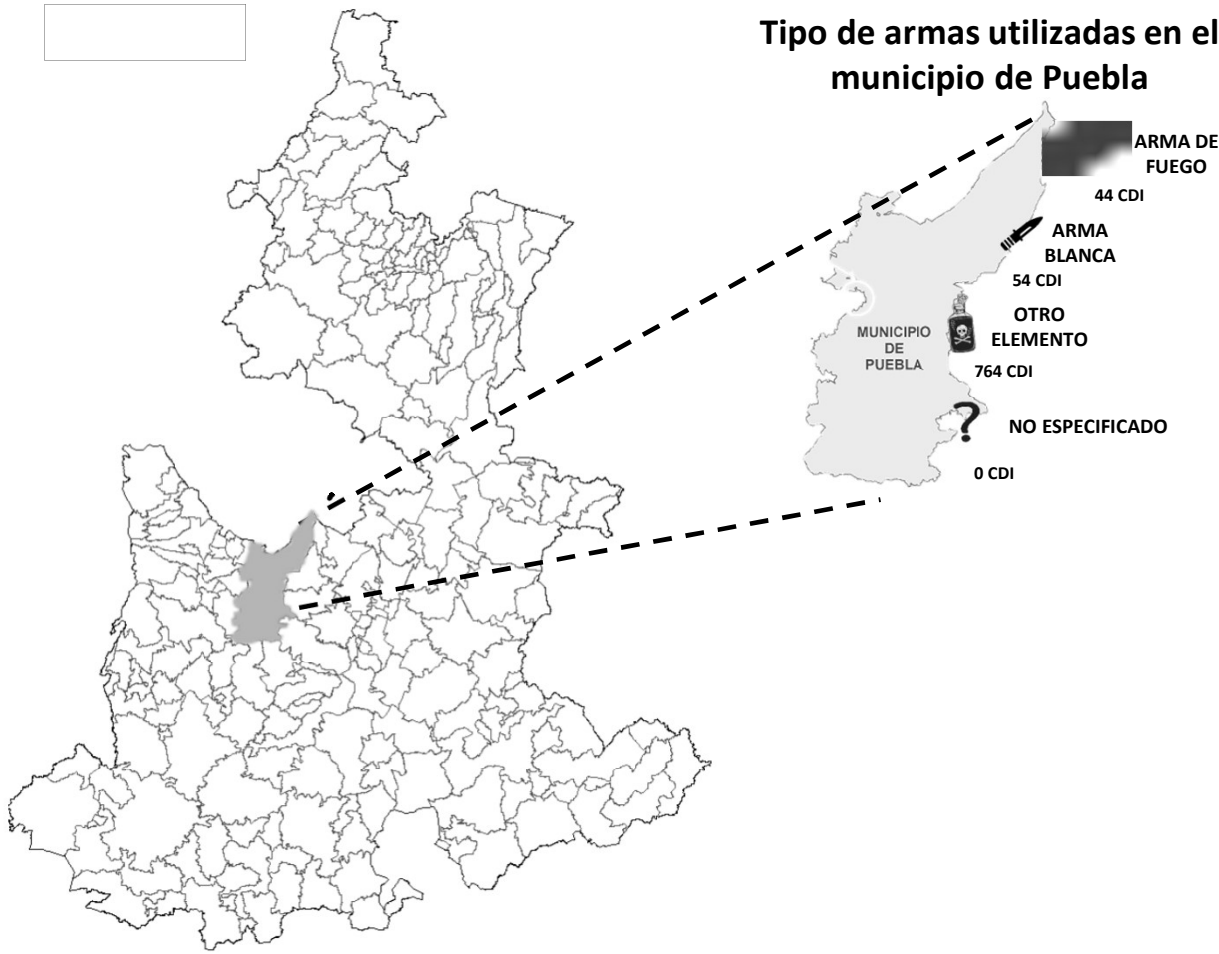 Tipo de armas utilizadas en el
municipio de Puebla
ARMA DE
FUEGO
44 CDI
ARMA
BLANCA
54 CDI
OTRO
ELEMENTO
764 CDI
MUNICIPIO
DE
PUEBLA
?
NO ESPECIFICADO
0 CDI